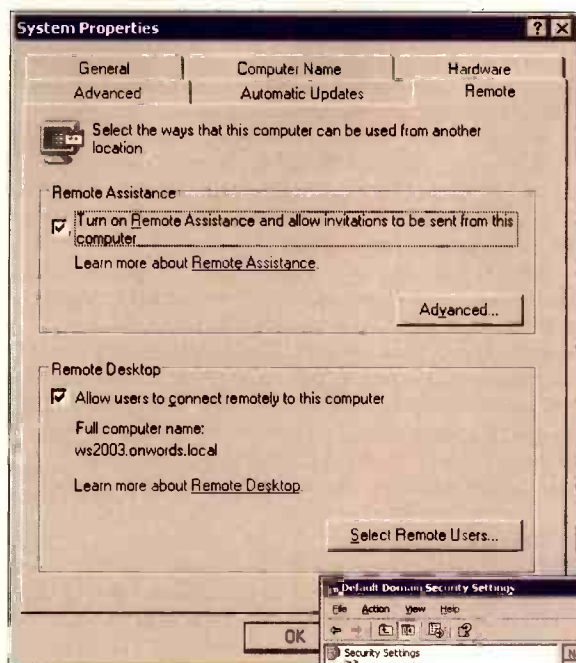 System Properties
General Computer Name Hardware
Advanced Automatic Updates Remote
Select the ways that this computer can be used from another
location
Remote Assistance
Turn on Remote Assistance and allow invitations to be sent from this
computer
Learn more about Remote Assistance.
Advanced...
Remote Desktop
Allow users to connect remotely to this computer
Full computer name:
ws2003.onwords.local
Learn more about Remote Desktop.
Select Remote Users...
OK
Default Domain Security Settings
File Action View Help
Security Settings
N